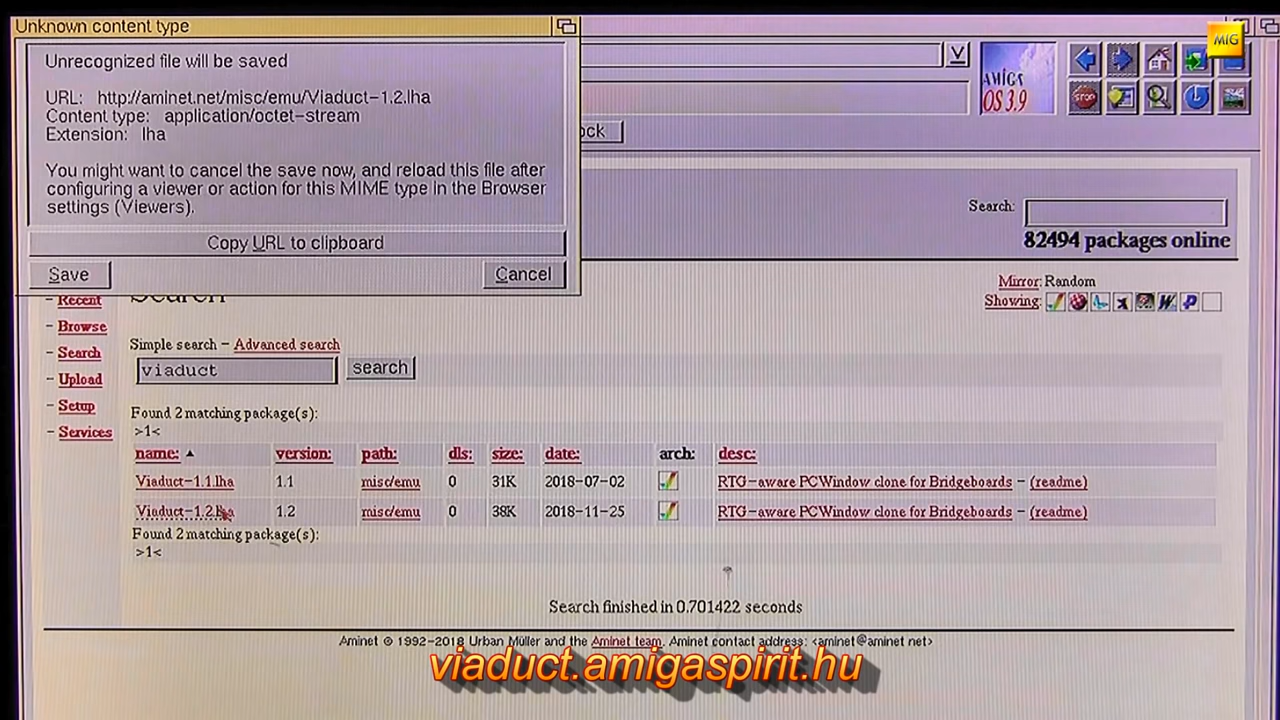 Unknown content type
MIG
Unrecognized file will be saved
URL: http://aminet.net/misc/emu/Viaduct-1.2.lha
Content type: application/octet-stream
Extension: lha
You might want to cancel the save now, and reload this file after
configuring a viewer or action for this MIME type in the Browser
settings (Viewers).
Copy URL to clipboard
Save Cancel
AMIGA
OS 3.9
STOP
ock
Search:
82494 packages online
Mirror: Random
Showing:
Search
- Recent
- Browse
- Search
- Upload
- Setup
- Services
Simple search - Advanced search
viaduct search
Found 2 matching package(s):
>1<
name: version: path: dls: size: date: arch: desc:
Viaduct-1.1.lha 1.1 misc/emu 0 31K 2018-07-02 RTG-aware PCWindow clone for Bridgeboards - (readme)
Viaduct-1.2.lha 1.2 misc/emu 0 38K 2018-11-25 RTG-aware PCWindow clone for Bridgeboards - (readme)
Found 2 matching package(s):
>1<
Search finished in 0.701422 seconds
Aminet © 1992-2018 Urban Müller and the Aminet team. Aminet contact address: <aminet@aminet net>
viaduct.amigaspirit.hu